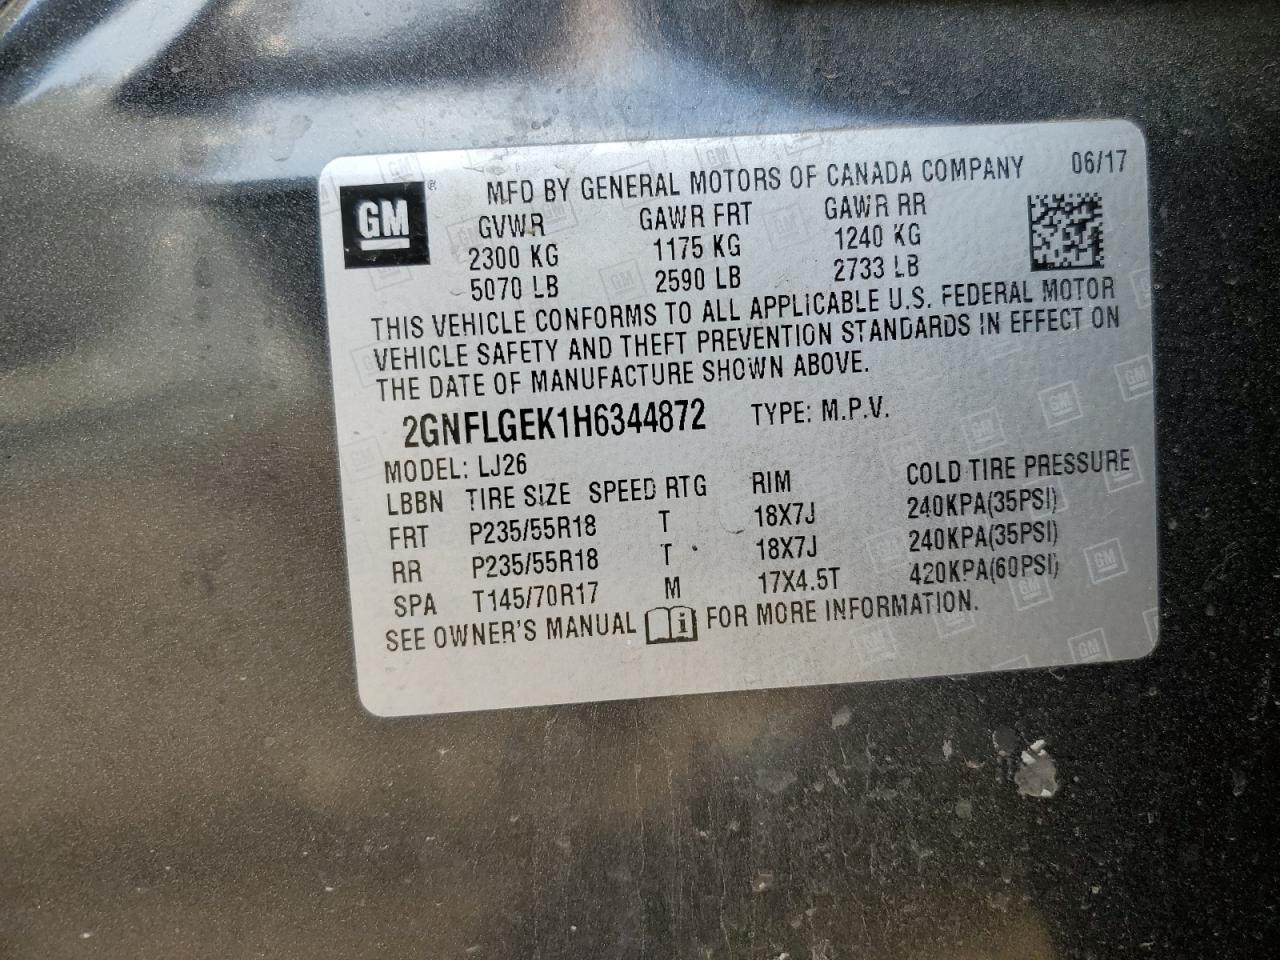 GM ®
MFD BY GENERAL MOTORS OF CANADA COMPANY 06/17
GVWR GAWR FRT GAWR RR
2300 KG 1175 KG 1240 KG
5070 LB 2590 LB 2733 LB
THIS VEHICLE CONFORMS TO ALL APPLICABLE U.S. FEDERAL MOTOR
VEHICLE SAFETY AND THEFT PREVENTION STANDARDS IN EFFECT ON
THE DATE OF MANUFACTURE SHOWN ABOVE.
2GNFLGEK1H6344872 TYPE: M.P.V.
MODEL: LJ26
LBBN TIRE SIZE SPEED RTG RIM COLD TIRE PRESSURE
FRT P235/55R18 T 18X7J 240KPA(35PSI)
RR P235/55R18 T 18X7J 240KPA(35PSI)
SPA T145/70R17 M 17X4.5T 420KPA(60PSI)
SEE OWNER'S MANUAL i FOR MORE INFORMATION.